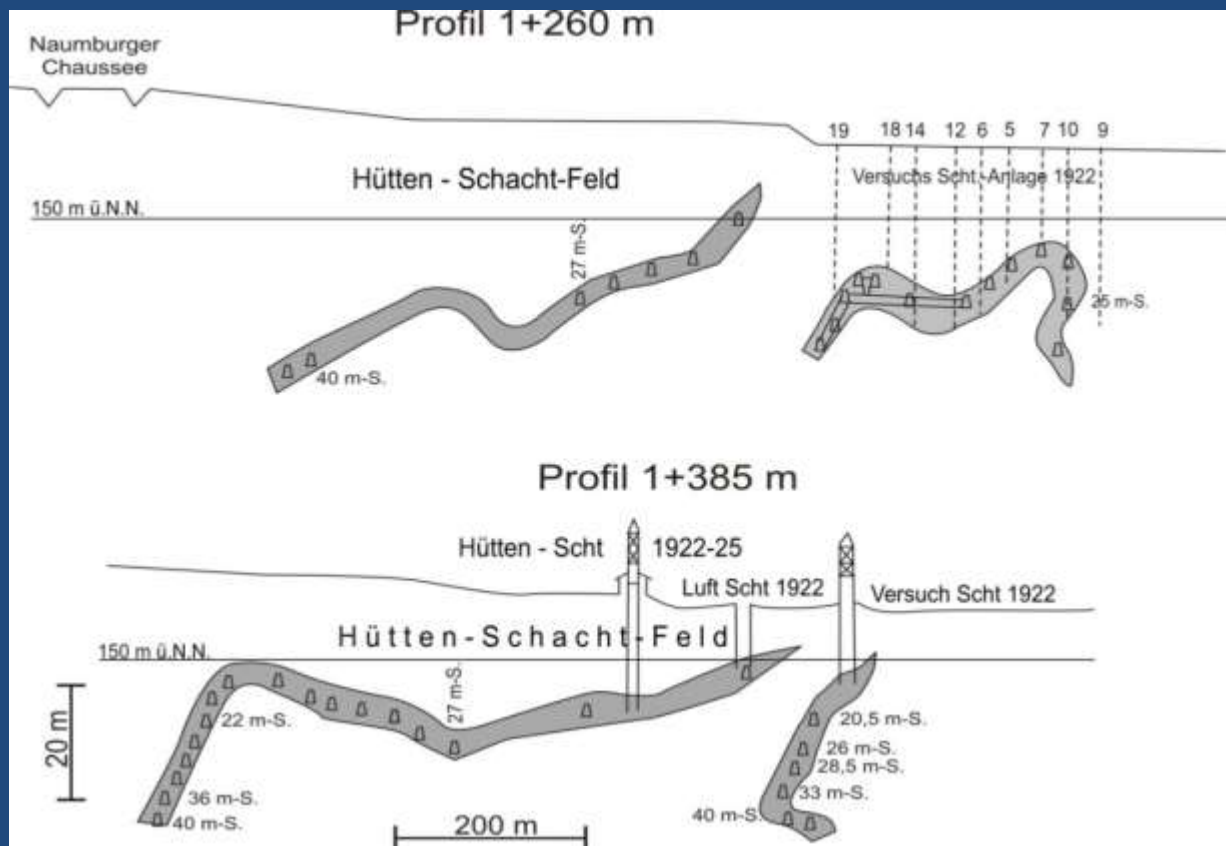 Profil 1+260 m
Naumburger
Chaussee
19 18 14 12 6 5 7 10 9
Hütten - Schacht-Feld
Versuchs Scht.-Anlage 1922
150 m ü.N.N.
27 m-S.
25 m-S.
40 m-S.
Profil 1+385 m
Hütten - Scht 1922-25
Luft Scht 1922
Versuch Scht 1922
Hütten-Schacht-Feld
150 m ü.N.N.
27 m-S.
22 m-S.
20,5 m-S.
20 m
26 m-S.
28,5 m-S.
36 m-S.
33 m-S.
40 m-S.
40 m-S.
200 m